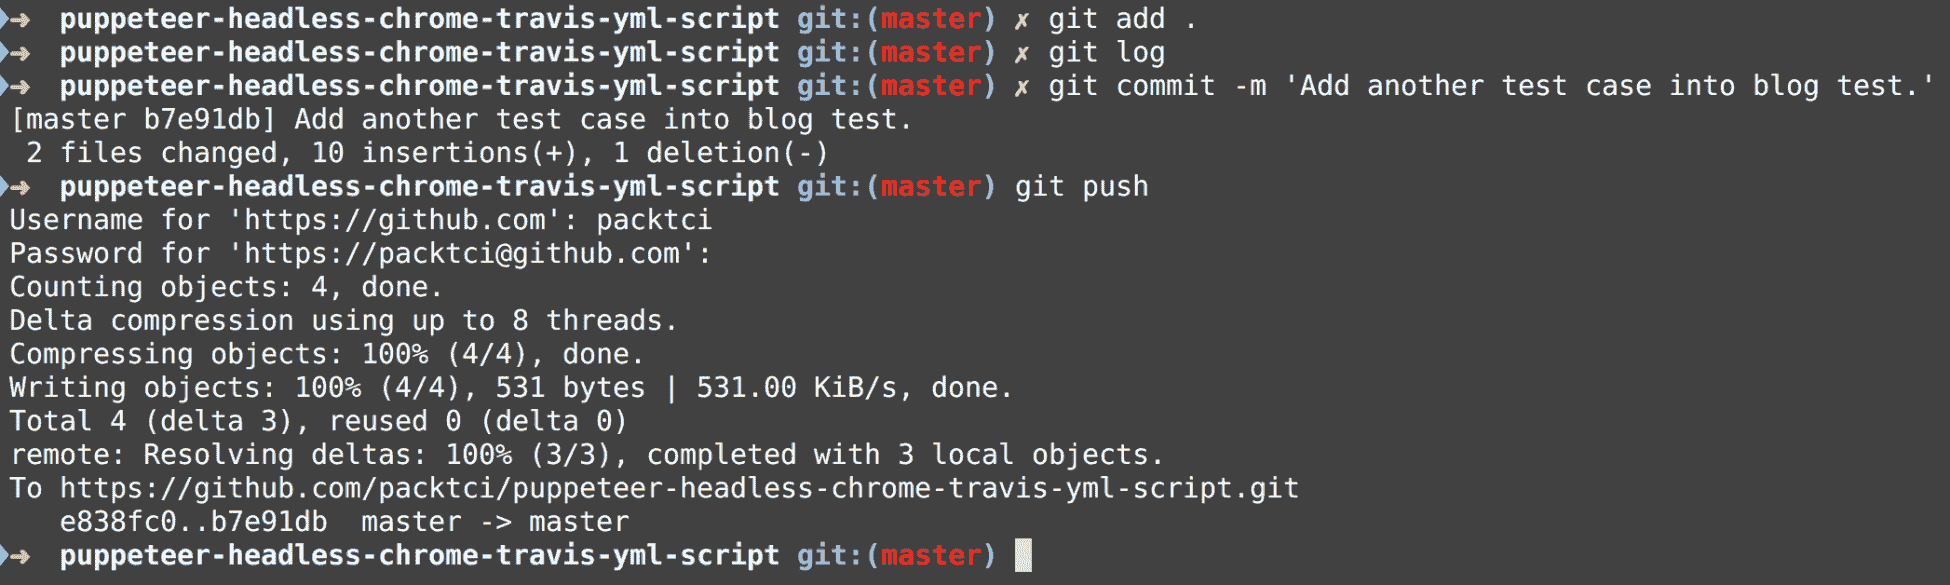 ➜  puppeteer-headless-chrome-travis-yml-script git:(master) ✗ git add .
➜  puppeteer-headless-chrome-travis-yml-script git:(master) ✗ git log
➜  puppeteer-headless-chrome-travis-yml-script git:(master) ✗ git commit -m 'Add another test case into blog test.'
[master b7e91db] Add another test case into blog test.
 2 files changed, 10 insertions(+), 1 deletion(-)
➜  puppeteer-headless-chrome-travis-yml-script git:(master) git push
Username for 'https://github.com': packtci
Password for 'https://packtci@github.com':
Counting objects: 4, done.
Delta compression using up to 8 threads.
Compressing objects: 100% (4/4), done.
Writing objects: 100% (4/4), 531 bytes | 531.00 KiB/s, done.
Total 4 (delta 3), reused 0 (delta 0)
remote: Resolving deltas: 100% (3/3), completed with 3 local objects.
To https://github.com/packtci/puppeteer-headless-chrome-travis-yml-script.git
   e838fc0..b7e91db  master -> master
➜  puppeteer-headless-chrome-travis-yml-script git:(master)